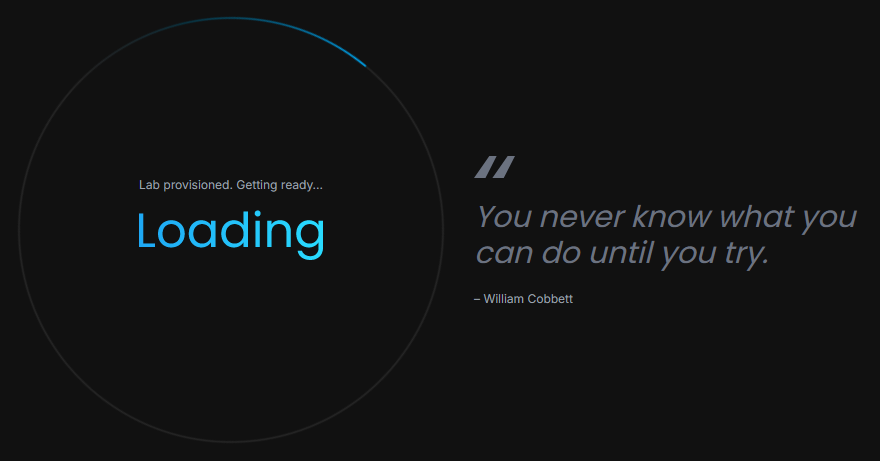 Lab provisioned. Getting ready...
Loading
You never know what you
can do until you try.
– William Cobbett